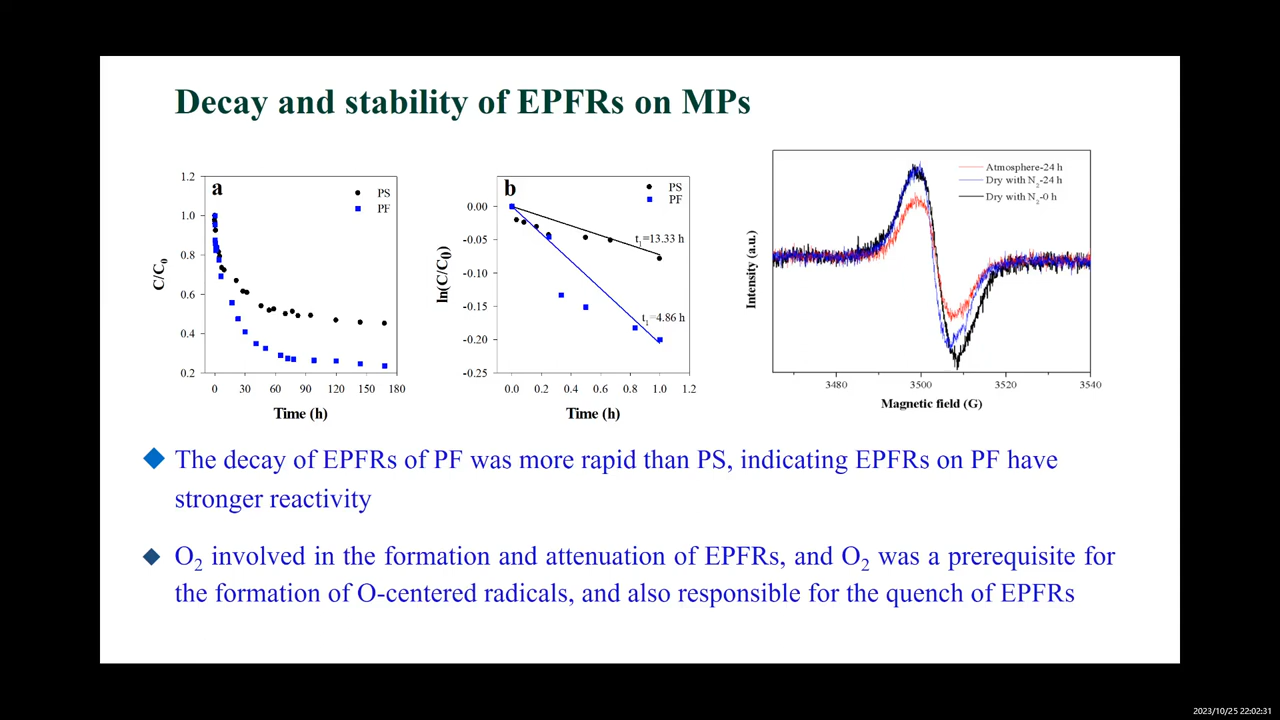 Decay and stability of EPFRs on MPs
a
PS
PF
1.2
1.0
0.8
0.6
0.4
0.2
C/C0
0 30 60 90 120 150 180
Time (h)
b
PS
PF
0.00
-0.05
-0.10
-0.15
-0.20
-0.25
ln(C/C0)
t1=13.33 h
t1=4.86 h
0.0 0.2 0.4 0.6 0.8 1.0 1.2
Time (h)
Atmosphere-24 h
Dry with N2-24 h
Dry with N2-0 h
Intensity (a.u.)
3480 3500 3520 3540
Magnetic field (G)
The decay of EPFRs of PF was more rapid than PS, indicating EPFRs on PF have
stronger reactivity
O2 involved in the formation and attenuation of EPFRs, and O2 was a prerequisite for
the formation of O-centered radicals, and also responsible for the quench of EPFRs
2023/10/25 22:02:31